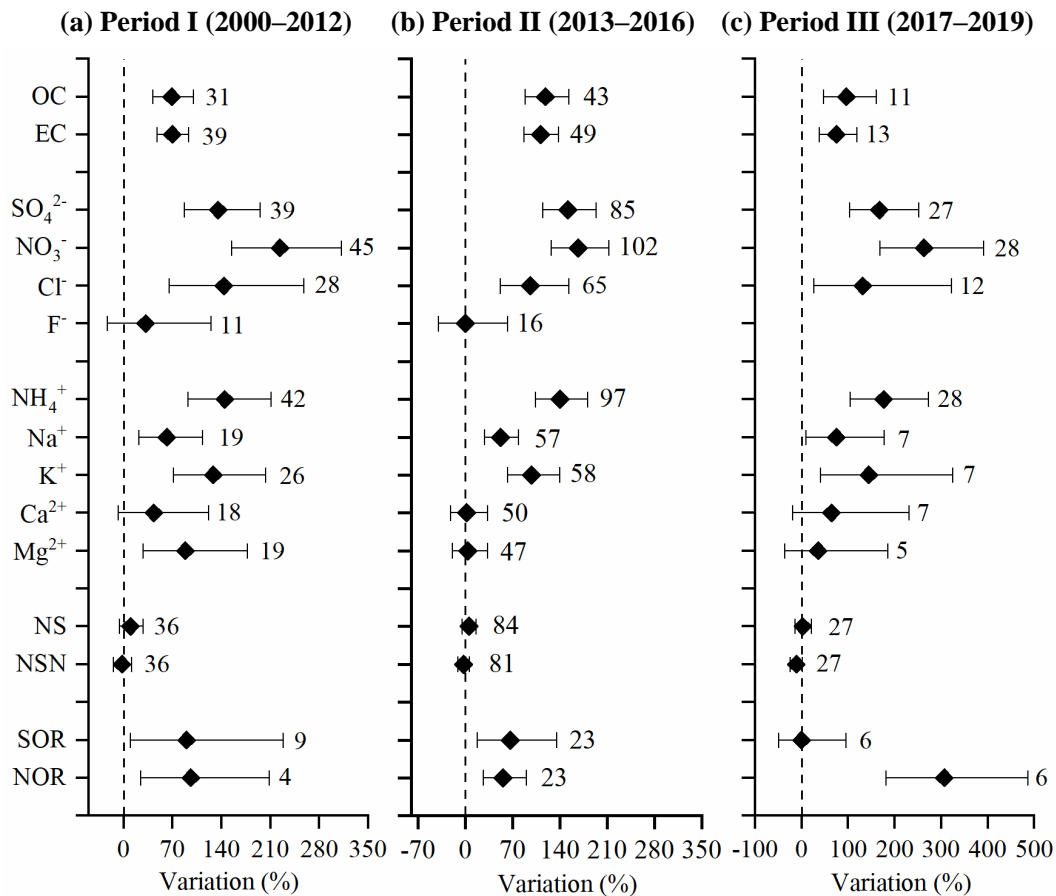 (a) Period I (2000–2012) (b) Period II (2013–2016) (c) Period III (2017–2019)
OC 31 43 11
EC 39 49 13
SO₄²⁻ 39 85 27
NO₃⁻ 45 102 28
Cl⁻ 28 65 12
F⁻ 11 16
NH₄⁺ 42 97 28
Na⁺ 19 57 7
K⁺ 26 58 7
Ca²⁺ 18 50 7
Mg²⁺ 19 47 5
NS 36 84 27
NSN 36 81 27
SOR 9 23 6
NOR 4 23 6
0 70 140 210 280 350 -70 0 70 140 210 280 350 -100 0 100 200 300 400 500
Variation (%) Variation (%) Variation (%)